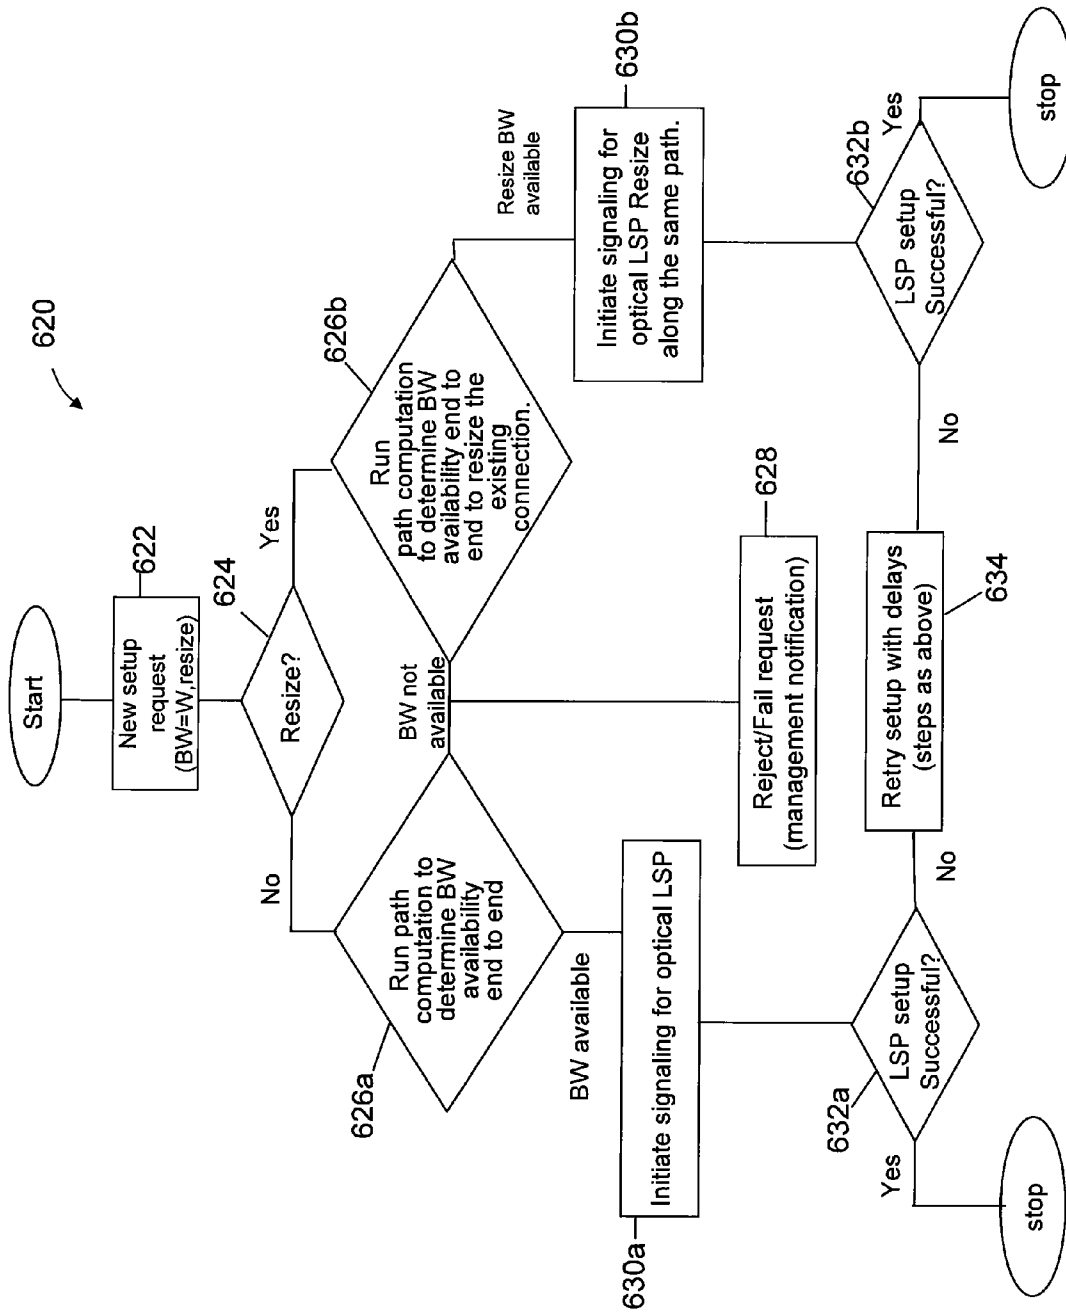 620
Start
622
New setup
request
(BW=W,resize)
624
Resize?
No
Yes
626a
Run path
computation to
determine BW
availability
end to end
626b
Run
path computation
to determine BW
availability end to
end to resize the
existing
connection.
BW not
available
BW available
Resize BW
available
628
Reject/Fail request
(management notification)
630a
Initiate signaling for optical LSP
630b
Initiate signaling for
optical LSP Resize
along the same path.
632a
LSP setup
Successful?
632b
LSP setup
Successful?
Yes
No
634
Retry setup with delays
(steps as above)
No
Yes
stop
stop